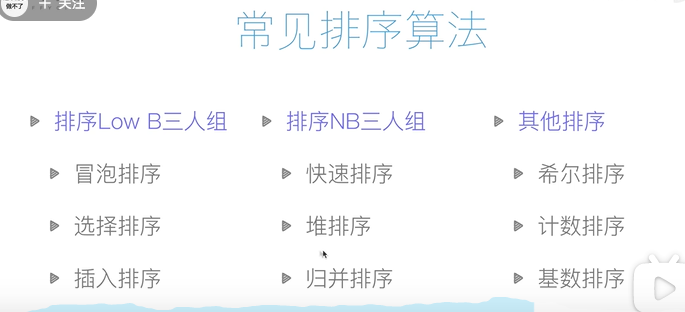 做不了
+ 关注
常见排序算法
排序Low B三人组
冒泡排序
选择排序
插入排序
排序NB三人组
快速排序
堆排序
归并排序
其他排序
希尔排序
计数排序
基数排序